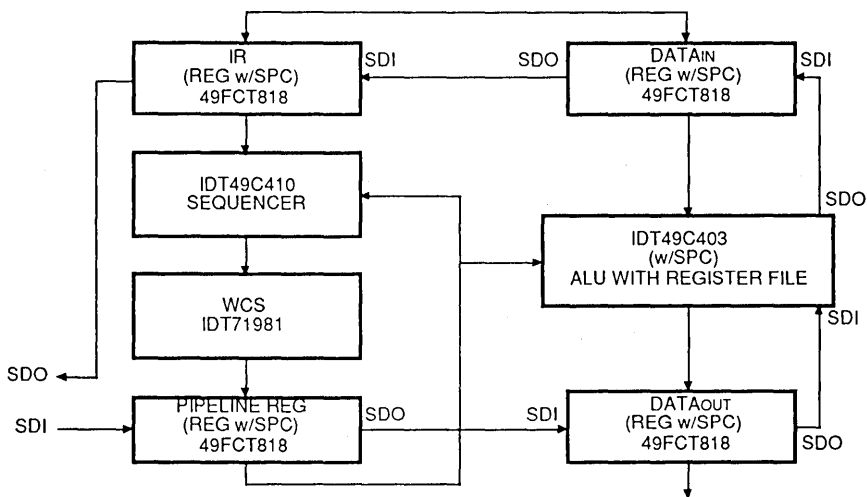 IR
(REG w/SPC)
49FCT818
SDI
SDO
DATAIN
(REG w/SPC)
49FCT818
SDI
IDT49C410
SEQUENCER
SDO
IDT49C403
(w/SPC)
ALU WITH REGISTER FILE
WCS
IDT71981
SDI
SDO
SDI
PIPELINE REG
(REG w/SPC)
49FCT818
SDO
SDI
DATAOUT
(REG w/SPC)
49FCT818
SDO